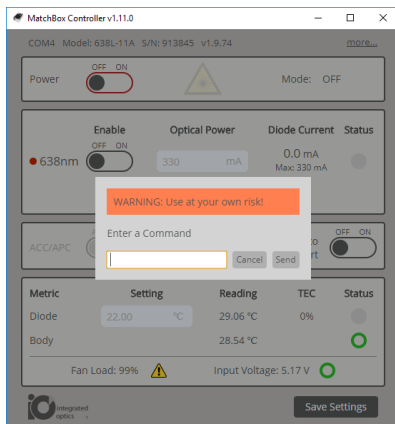 MatchBox Controller v1.11.0
COM4 Model: 638L-11A S/N: 913845 v1.9.74 more...
OFF ON
Power Mode: OFF
Enable Optical Power Diode Current Status
OFF ON
638nm 330 mA 0.0 mA
Max: 330 mA
WARNING: Use at your own risk!
Enter a Command
ACC/APC OFF ON
Cancel Send
Metric Setting Reading TEC Status
Diode 22.00 ºC 29.06 ºC 0%
Body 28.54 ºC
Fan Load: 99% Input Voltage: 5.17 V
integrated
optics
Save Settings